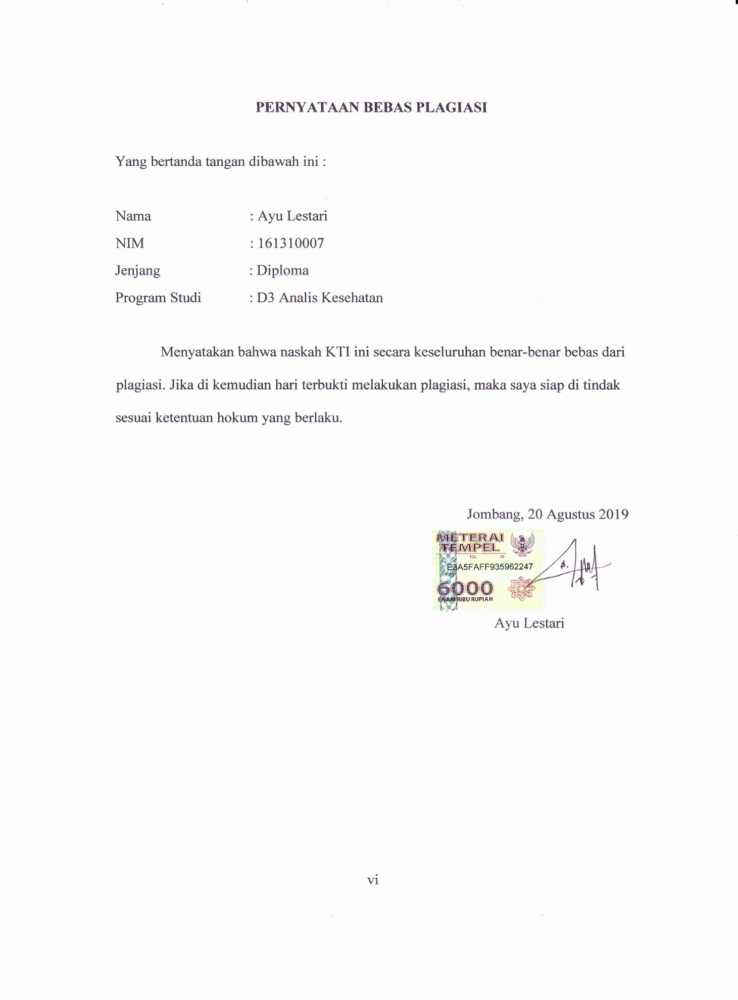 PERNYATAAN BEBAS PLAGIASI
Yang bertanda tangan dibawah ini :
Nama : Ayu Lestari
NIM : 161310007
Jenjang : Diploma
Program Studi : D3 Analis Kesehatan
Menyatakan bahwa naskah KTI ini secara keseluruhan benar-benar bebas dari
plagiasi. Jika di kemudian hari terbukti melakukan plagiasi, maka saya siap di tindak
sesuai ketentuan hokum yang berlaku.
Jombang, 20 Agustus 2019
METERAI
TEMPEL
TGL. 20
E3A5FAFF935962247
6000
ENAM RIBU RUPIAH
Ayu Lestari
vi